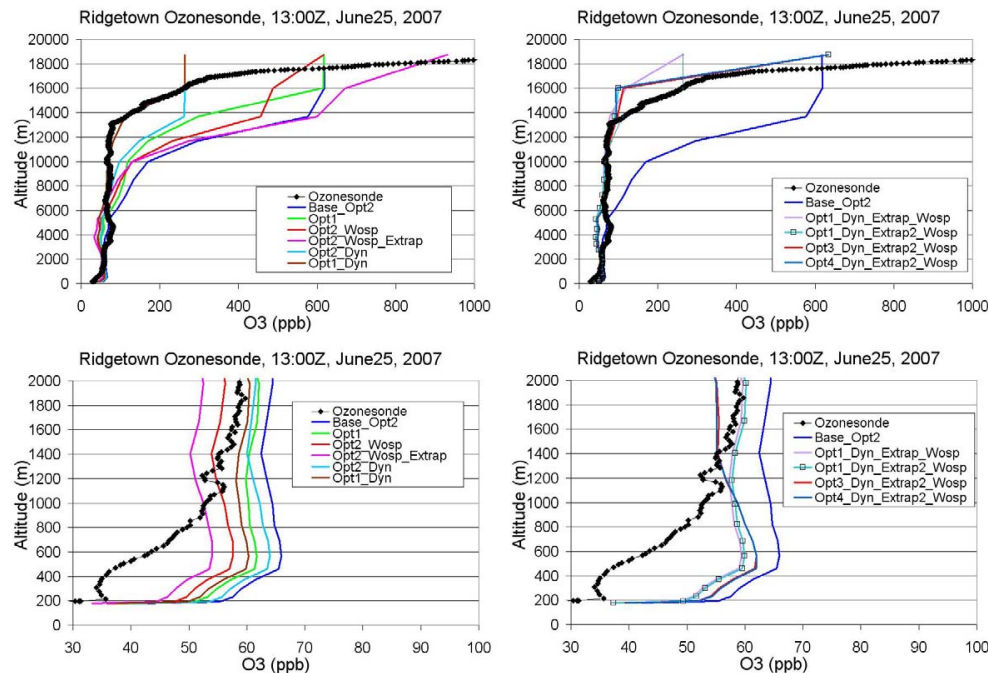 Ridgetown Ozonesonde, 13:00Z, June25, 2007
Altitude (m)
20000
18000
16000
14000
12000
10000
8000
6000
4000
2000
0
Ozonesonde
Base_Opt2
Opt1
Opt2_Wosp
Opt2_Wosp_Extrap
Opt2_Dyn
Opt1_Dyn
0 200 400 600 800 1000
O3 (ppb)
Ridgetown Ozonesonde, 13:00Z, June25, 2007
Altitude (m)
20000
18000
16000
14000
12000
10000
8000
6000
4000
2000
0
Ozonesonde
Base_Opt2
Opt1_Dyn_Extrap_Wosp
Opt1_Dyn_Extrap2_Wosp
Opt3_Dyn_Extrap2_Wosp
Opt4_Dyn_Extrap2_Wosp
0 200 400 600 800 1000
O3 (ppb)
Ridgetown Ozonesonde, 13:00Z, June25, 2007
Altitude (m)
2000
1800
1600
1400
1200
1000
800
600
400
200
0
Ozonesonde
Base_Opt2
Opt1
Opt2_Wosp
Opt2_Wosp_Extrap
Opt2_Dyn
Opt1_Dyn
30 40 50 60 70 80 90 100
O3 (ppb)
Ridgetown Ozonesonde, 13:00Z, June25, 2007
Altitude (m)
2000
1800
1600
1400
1200
1000
800
600
400
200
0
Ozonesonde
Base_Opt2
Opt1_Dyn_Extrap_Wosp
Opt1_Dyn_Extrap2_Wosp
Opt3_Dyn_Extrap2_Wosp
Opt4_Dyn_Extrap2_Wosp
30 40 50 60 70 80 90 100
O3 (ppb)